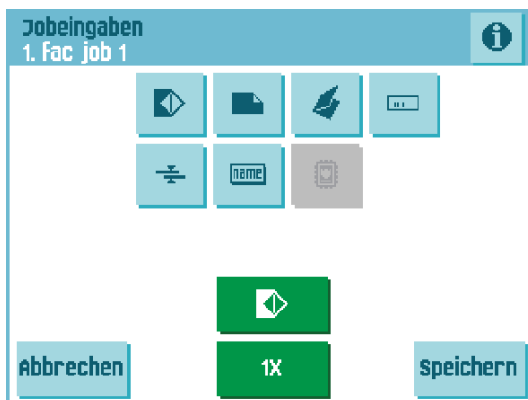 Jobeingaben
1. Fac job 1
name
1X
Abbrechen
Speichern